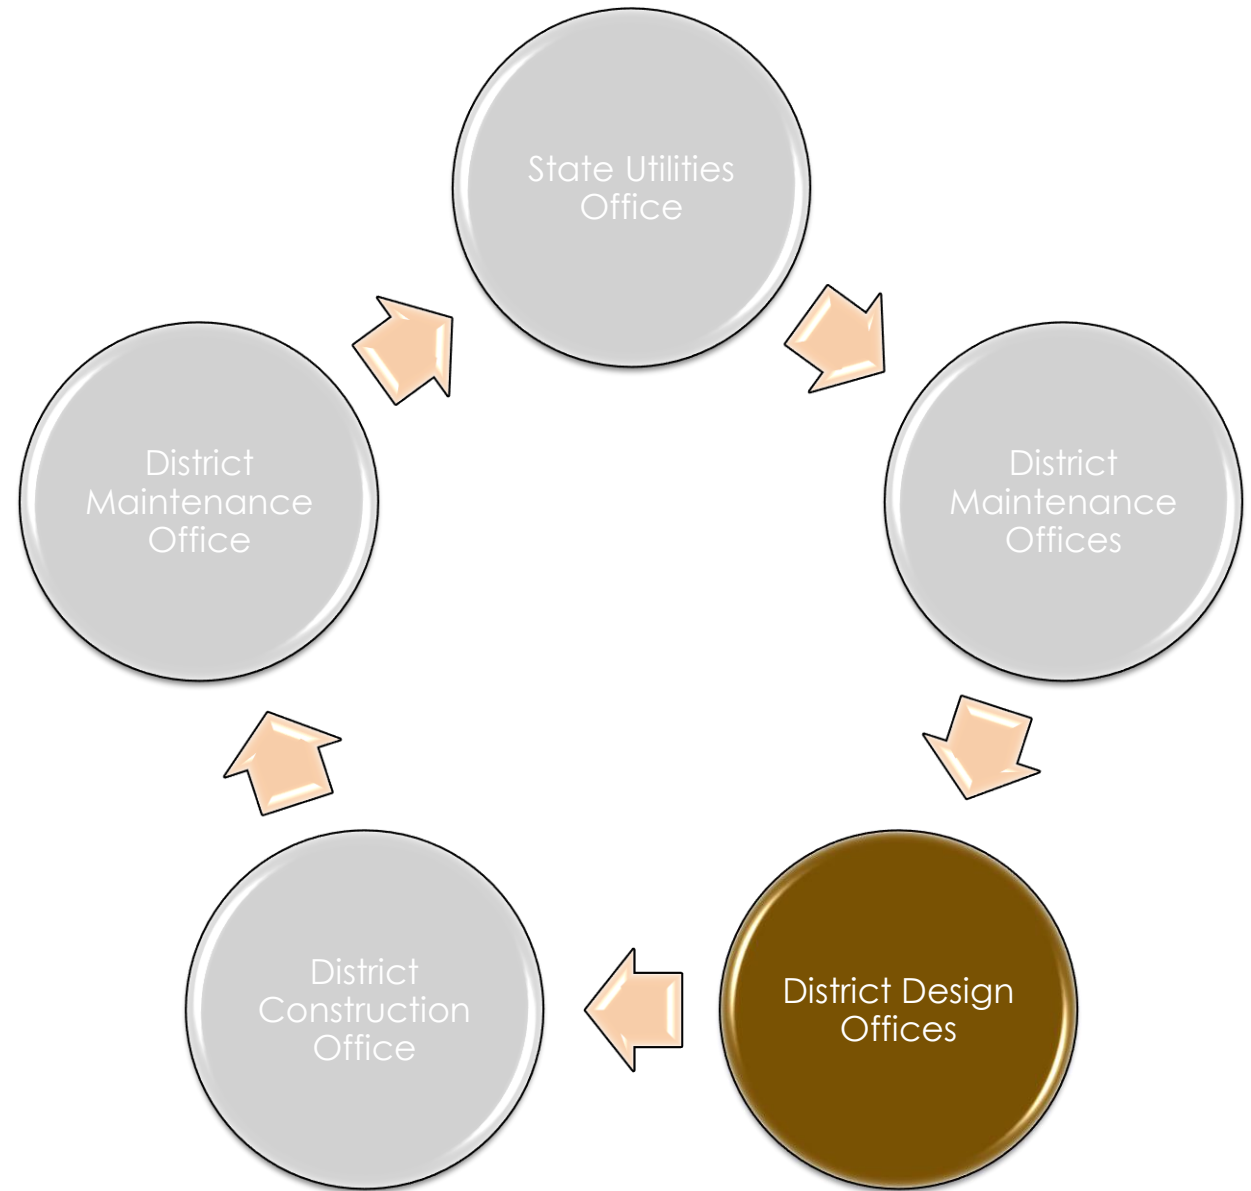 State Utilities
Office
District
Maintenance
Office
District
Maintenance
Offices
District
Construction
Office
District Design
Offices